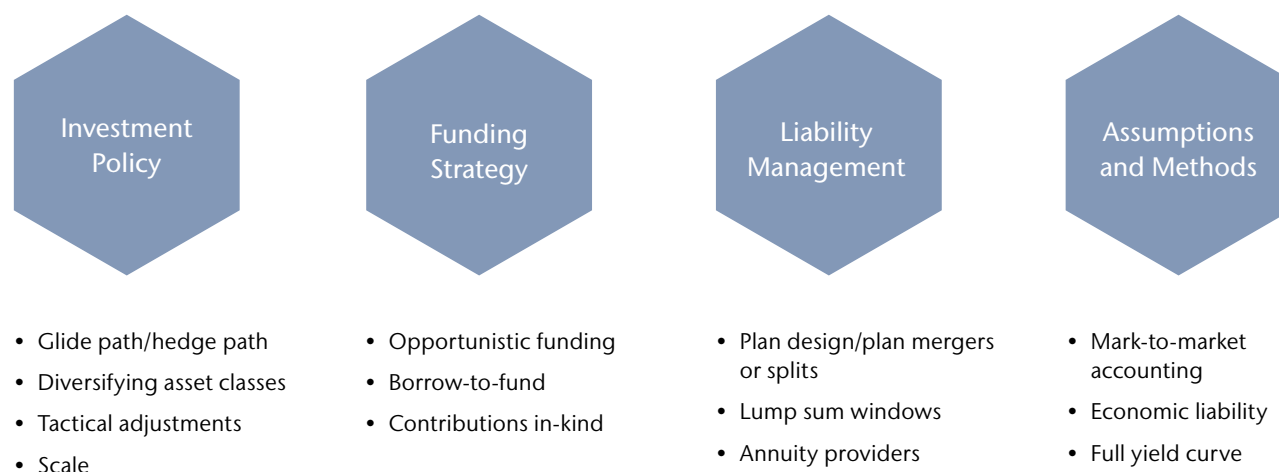 Investment
Policy
• Glide path/hedge path
• Diversifying asset classes
• Tactical adjustments
• Scale
Funding
Strategy
• Opportunistic funding
• Borrow-to-fund
• Contributions in-kind
Liability
Management
• Plan design/plan mergers
or splits
• Lump sum windows
• Annuity providers
Assumptions
and Methods
• Mark-to-market
accounting
• Economic liability
• Full yield curve